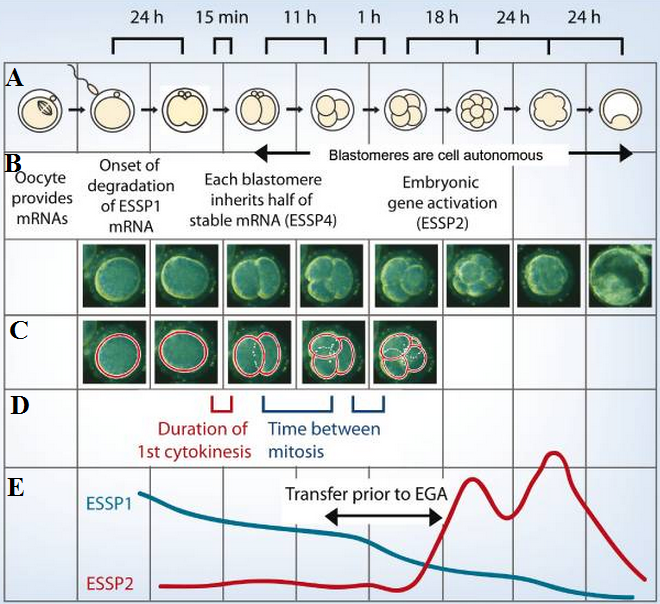 24 h 15 min 11 h 1 h 18 h 24 h 24 h
A
Blastomeres are cell autonomous
B
Oocyte
provides
mRNAs
Onset of
degradation
of ESSP1
mRNA
Each blastomere
inherits half of
stable mRNA (ESSP4)
Embryonic
gene activation
(ESSP2)
C
D
Duration of
1st cytokinesis
Time between
mitosis
E
ESSP1
Transfer prior to EGA
ESSP2